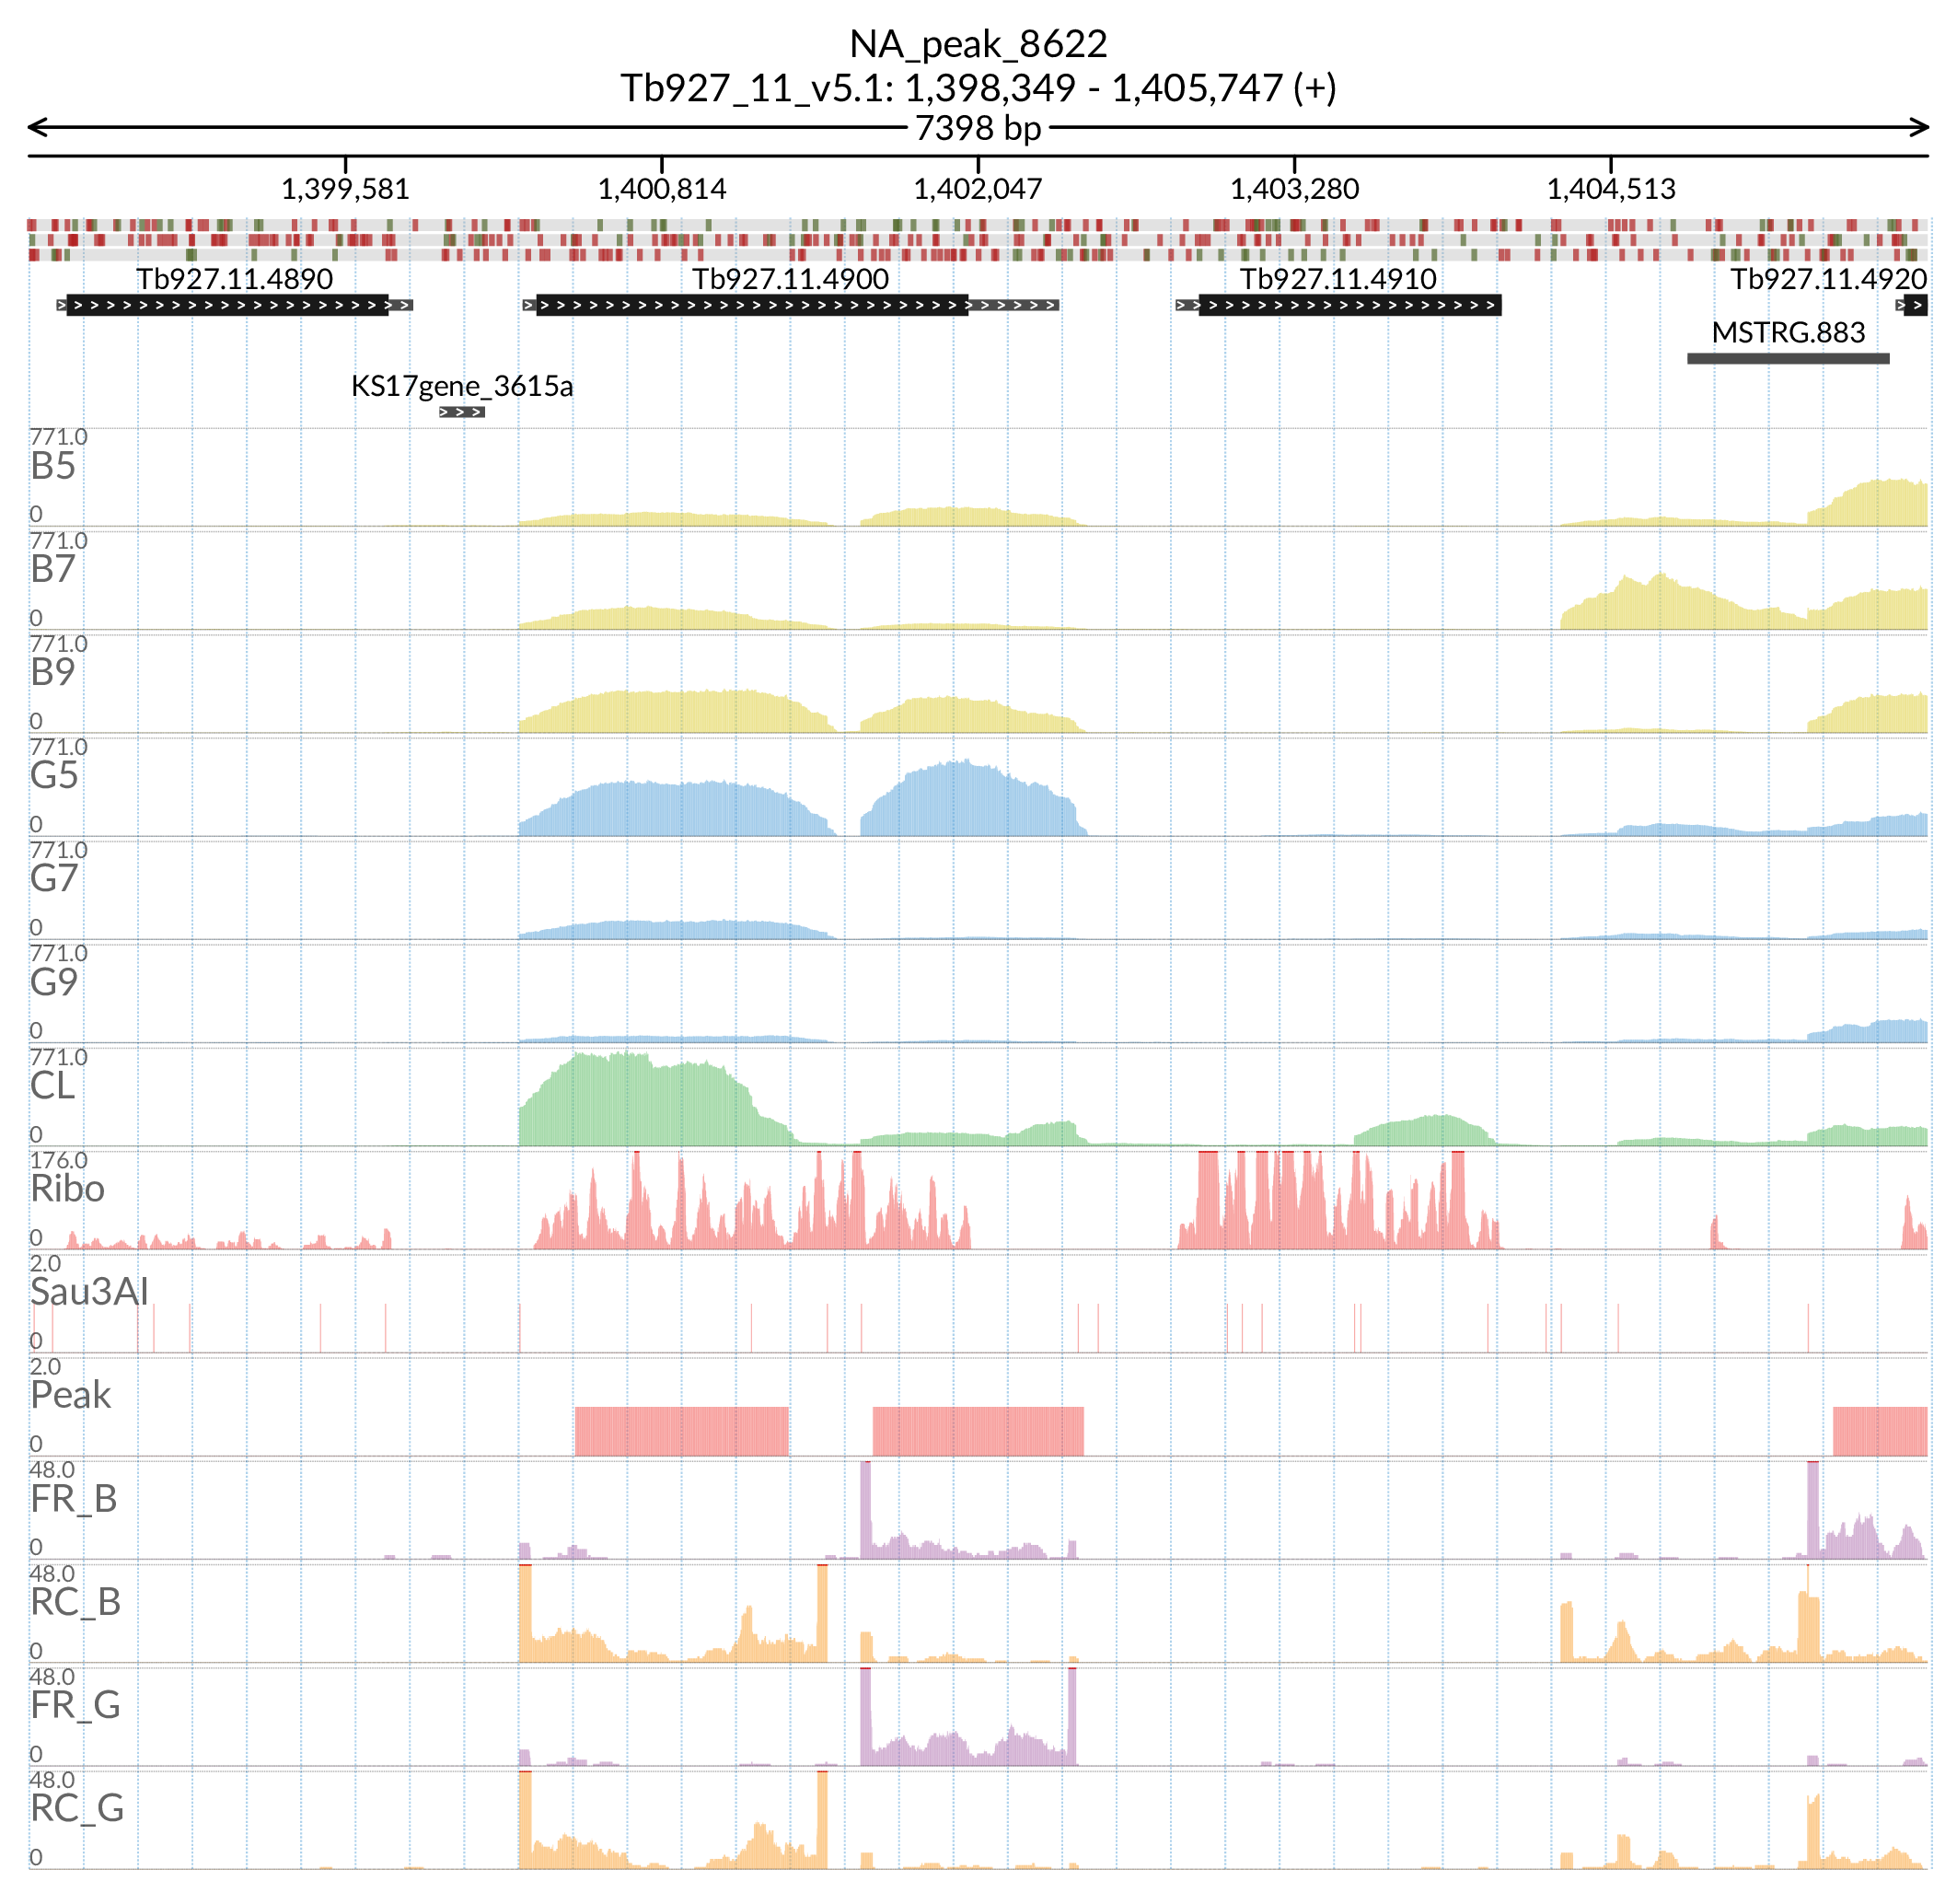 NA_peak_8622
Tb927_11_v5.1: 1,398,349 - 1,405,747 (+)
7398 bp
1,399,581 1,400,814 1,402,047 1,403,280 1,404,513
Tb927.11.4890 Tb927.11.4900 Tb927.11.4910 Tb927.11.4920
MSTRG.883
KS17gene_3615a
771.0
B5
0
771.0
B7
0
771.0
B9
0
771.0
G5
0
771.0
G7
0
771.0
G9
0
771.0
CL
0
176.0
Ribo
0
2.0
Sau3AI
0
2.0
Peak
0
48.0
FR_B
0
48.0
RC_B
0
48.0
FR_G
0
48.0
RC_G
0